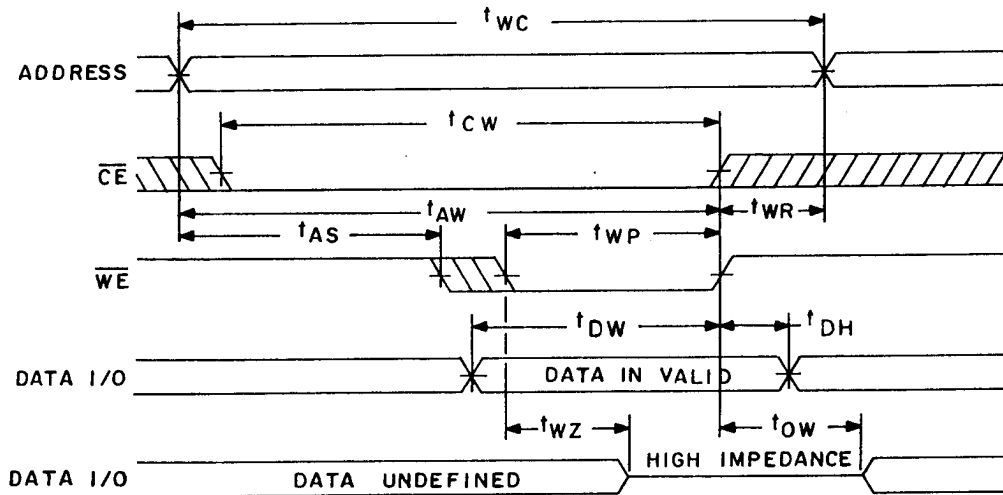 tWC
ADDRESS
tCW
CE
tAW
tWR
tAS
tWP
WE
tDW
tDH
DATA I/O
DATA IN VALID
tWZ
tOW
HIGH IMPEDANCE
DATA I/O
DATA UNDEFINED